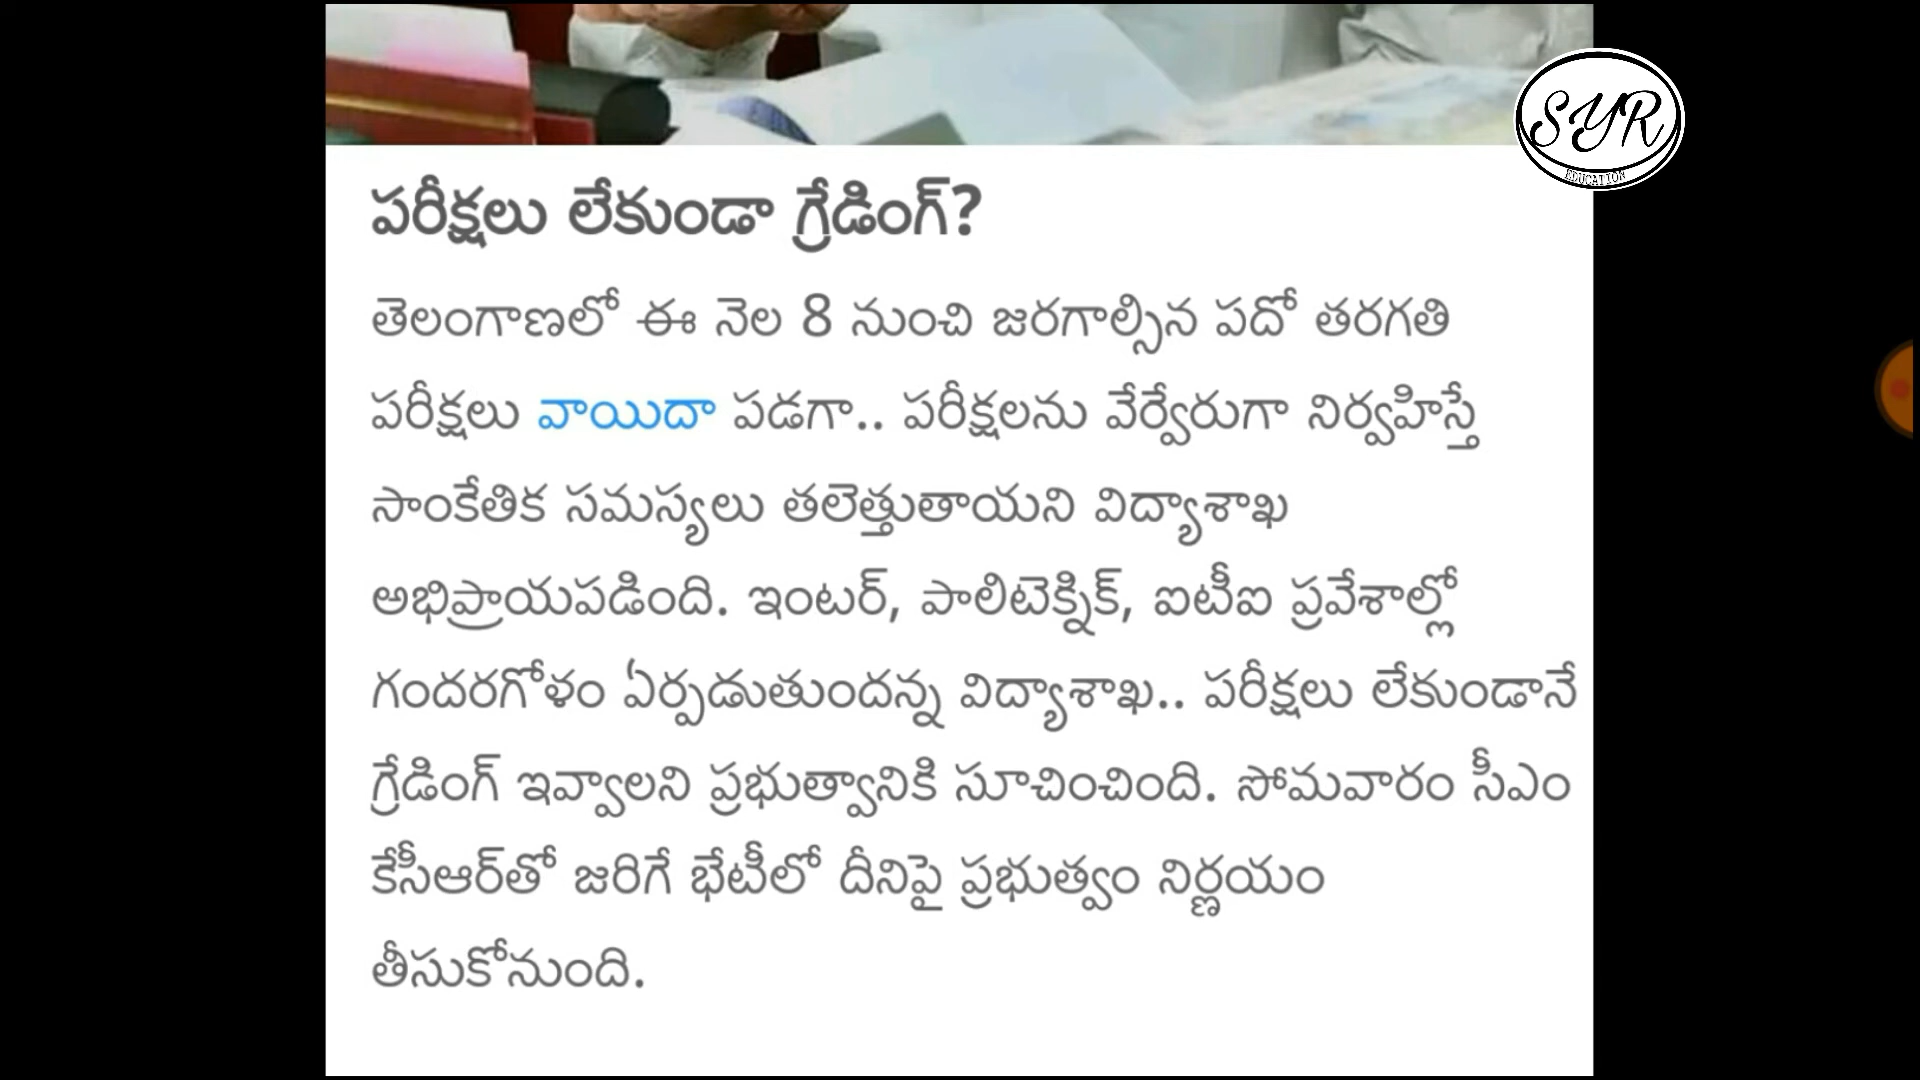 SYR
EDUCATION
పరీక్షలు లేకుండా గ్రేడింగ్?
తెలంగాణలో ఈ నెల 8 నుంచి జరగాల్సిన పదో తరగతి
పరీక్షలు వాయిదా పడగా.. పరీక్షలను వేర్వేరుగా నిర్వహిస్తే
సాంకేతిక సమస్యలు తలెత్తుతాయని విద్యాశాఖ
అభిప్రాయపడింది. ఇంటర్, పాలిటెక్నిక్, ఐటీఐ ప్రవేశాల్లో
గందరగోళం ఏర్పడుతుందన్న విద్యాశాఖ.. పరీక్షలు లేకుండానే
గ్రేడింగ్ ఇవ్వాలని ప్రభుత్వానికి సూచించింది. సోమవారం సీఎం
కేసీఆర్‌తో జరిగే భేటీలో దీనిపై ప్రభుత్వం నిర్ణయం
తీసుకోనుంది.